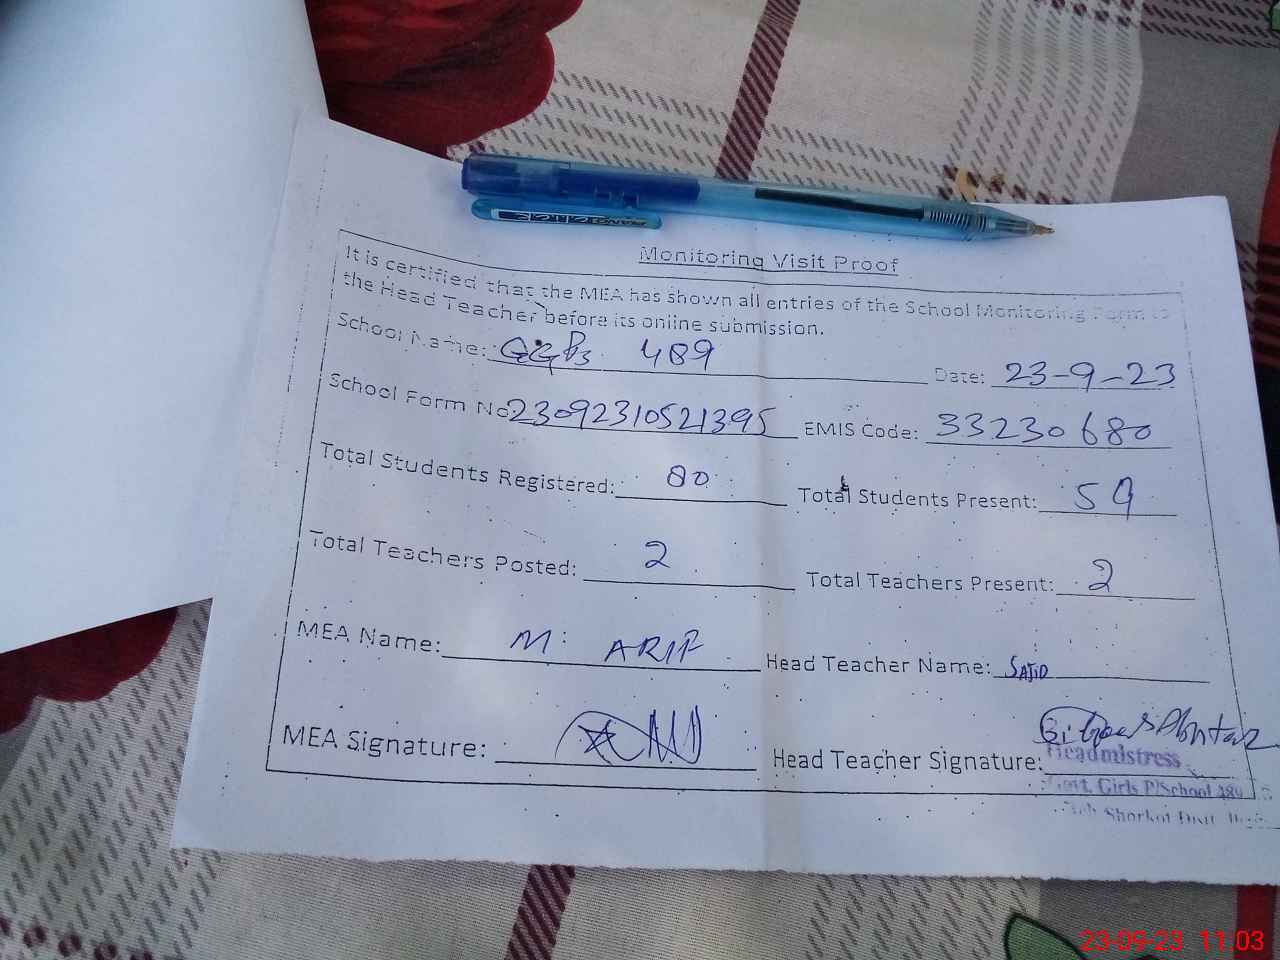 Monitoring Visit Proof
It is certified that the MEA has shown all entries of the School Monitoring Form to
the Head Teacher before its online submission.
School Name: GGPS 489 Date: 23-9-23
School Form No 23092310521395 EMIS Code: 33230680
Total Students Registered: 80 Total Students Present: 59
Total Teachers Posted: 2 Total Teachers Present: 2
MEA Name: M. ARIF Head Teacher Name: SAJID
MEA Signature: Head Teacher Signature:
Headmistress
Govt. Girls P/School 489
Shorkot Distt.
23-09-23 11:03